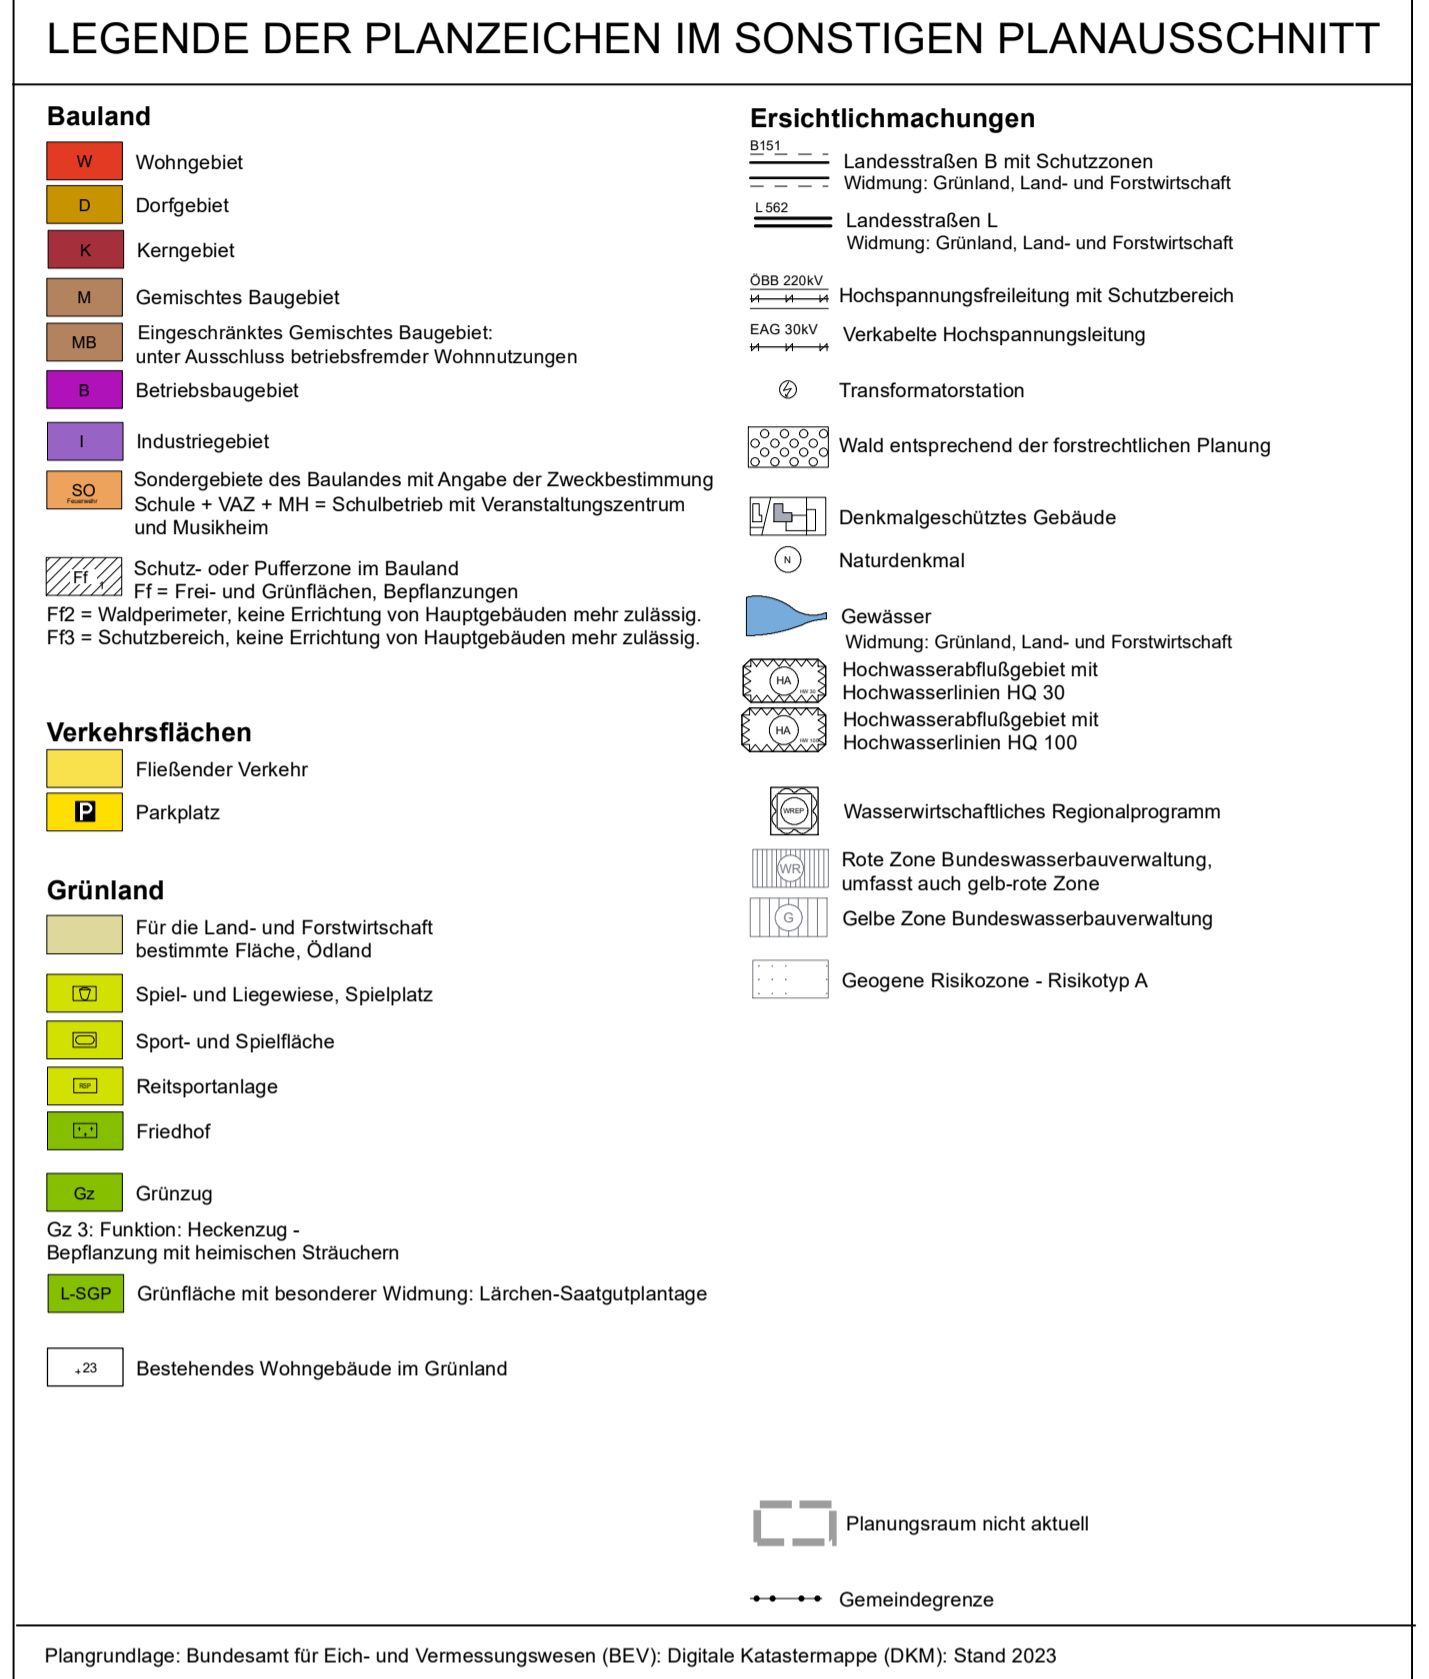 LEGENDE DER PLANZEICHEN IM SONSTIGEN PLANAUSSCHNITT
Bauland
W Wohngebiet
D Dorfgebiet
K Kerngebiet
M Gemischtes Baugebiet
MB Eingeschränktes Gemischtes Baugebiet:
unter Ausschluss betriebsfremder Wohnnutzungen
B Betriebsbaugebiet
I Industriegebiet
Sondergebiete des Baulandes mit Angabe der Zweckbestimmung
SO Schule + VAZ + MH = Schulbetrieb mit Veranstaltungszentrum
Feuerwehr
und Musikheim
Schutz- oder Pufferzone im Bauland
Ff 1 Ff = Frei- und Grünflächen, Bepflanzungen
Ff2 = Waldperimeter, keine Errichtung von Hauptgebäuden mehr zulässig.
Ff3 = Schutzbereich, keine Errichtung von Hauptgebäuden mehr zulässig.
Verkehrsflächen
Fließender Verkehr
P Parkplatz
Grünland
Für die Land- und Forstwirtschaft
bestimmte Fläche, Ödland
Spiel- und Liegewiese, Spielplatz
Sport- und Spielfläche
RSP Reitsportanlage
Friedhof
Gz Grünzug
Gz 3: Funktion: Heckenzug -
Bepflanzung mit heimischen Sträuchern
L-SGP Grünfläche mit besonderer Widmung: Lärchen-Saatgutplantage
+23 Bestehendes Wohngebäude im Grünland
Ersichtlichmachungen
B151
Landesstraßen B mit Schutzzonen
Widmung: Grünland, Land- und Forstwirtschaft
L 562
Landesstraßen L
Widmung: Grünland, Land- und Forstwirtschaft
ÖBB 220kV
Hochspannungsfreileitung mit Schutzbereich
EAG 30kV
Verkabelte Hochspannungsleitung
Transformatorstation
Wald entsprechend der forstrechtlichen Planung
Denkmalgeschütztes Gebäude
N Naturdenkmal
Gewässer
Widmung: Grünland, Land- und Forstwirtschaft
Hochwasserabflußgebiet mit
HA HW 30 Hochwasserlinien HQ 30
Hochwasserabflußgebiet mit
HA HW 100 Hochwasserlinien HQ 100
WREP Wasserwirtschaftliches Regionalprogramm
WR Rote Zone Bundeswasserbauverwaltung,
umfasst auch gelb-rote Zone
G Gelbe Zone Bundeswasserbauverwaltung
Geogene Risikozone - Risikotyp A
Planungsraum nicht aktuell
Gemeindegrenze
Plangrundlage: Bundesamt für Eich- und Vermessungswesen (BEV): Digitale Katastermappe (DKM): Stand 2023